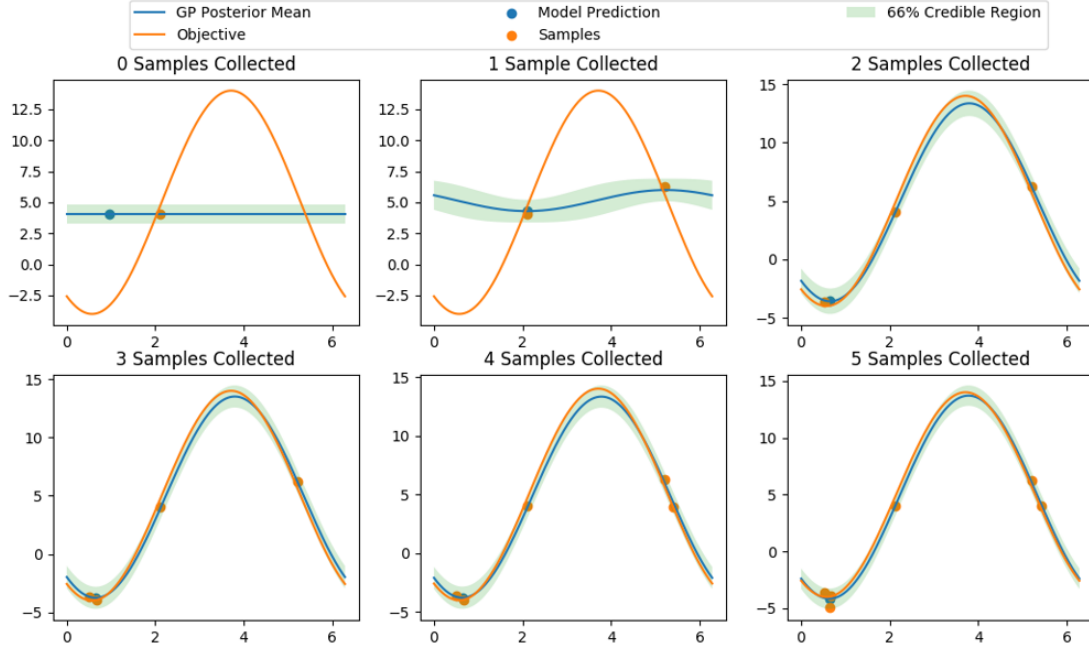 GP Posterior Mean Model Prediction 66% Credible Region
Objective Samples
0 Samples Collected 1 Sample Collected 2 Samples Collected
12.5 12.5 15
10.0 10.0 10
7.5 7.5
5.0 5.0 5
2.5 2.5
0.0 0.0 0
−2.5 −2.5 −5
0 2 4 6 0 2 4 6 0 2 4 6
3 Samples Collected 4 Samples Collected 5 Samples Collected
15 15 15
10 10 10
5 5 5
0 0 0
−5 −5 −5
0 2 4 6 0 2 4 6 0 2 4 6